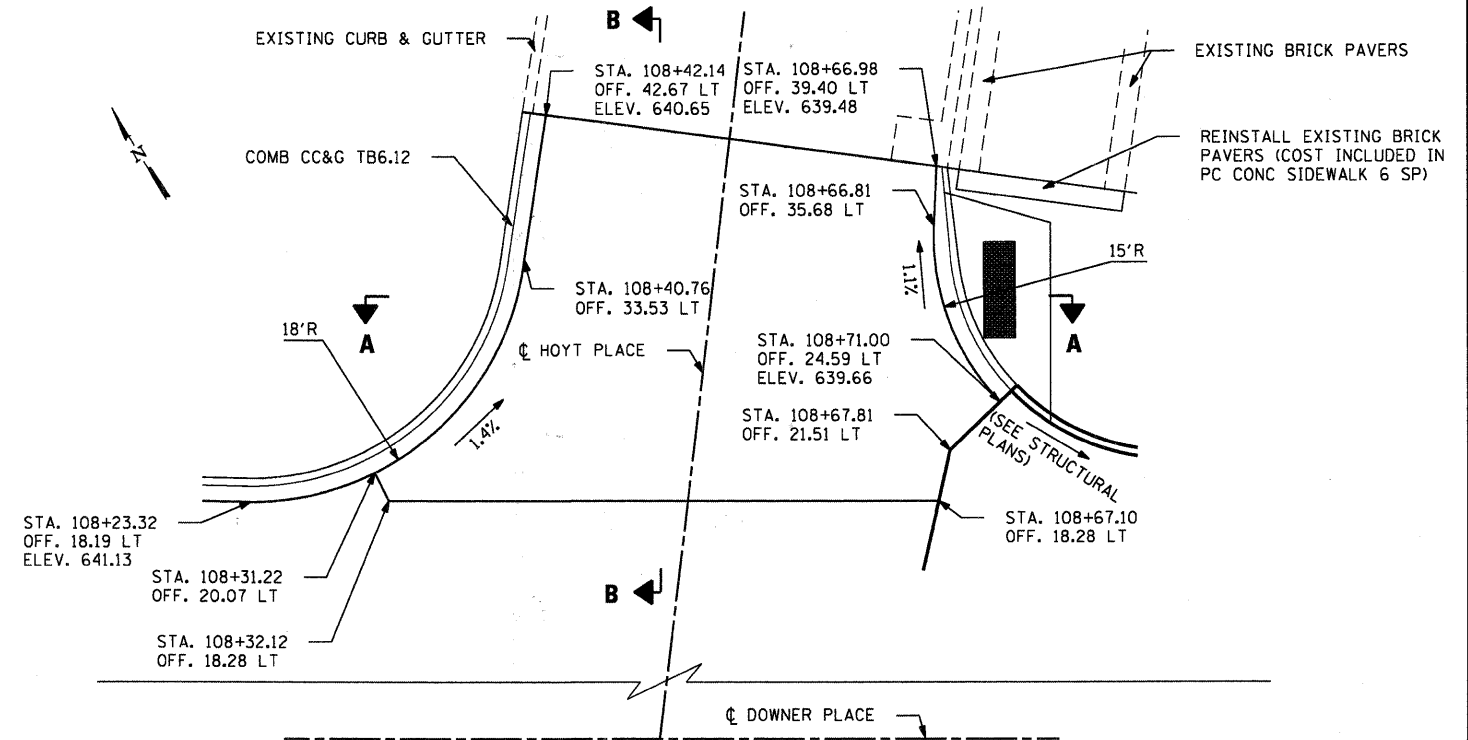 B
EXISTING CURB & GUTTER
STA. 108+42.14
OFF. 42.67 LT
ELEV. 640.65
STA. 108+66.98
OFF. 39.40 LT
ELEV. 639.48
EXISTING BRICK PAVERS
N
COMB CC&G TB6.12
REINSTALL EXISTING BRICK
PAVERS (COST INCLUDED IN
PC CONC SIDEWALK 6 SP)
STA. 108+66.81
OFF. 35.68 LT
15'R
1.1%
STA. 108+40.76
OFF. 33.53 LT
A
A
18'R
℄ HOYT PLACE
STA. 108+71.00
OFF. 24.59 LT
ELEV. 639.66
STA. 108+67.81
OFF. 21.51 LT
1.4%
(SEE STRUCTURAL
PLANS)
STA. 108+23.32
OFF. 18.19 LT
ELEV. 641.13
STA. 108+67.10
OFF. 18.28 LT
STA. 108+31.22
OFF. 20.07 LT
B
STA. 108+32.12
OFF. 18.28 LT
℄ DOWNER PLACE